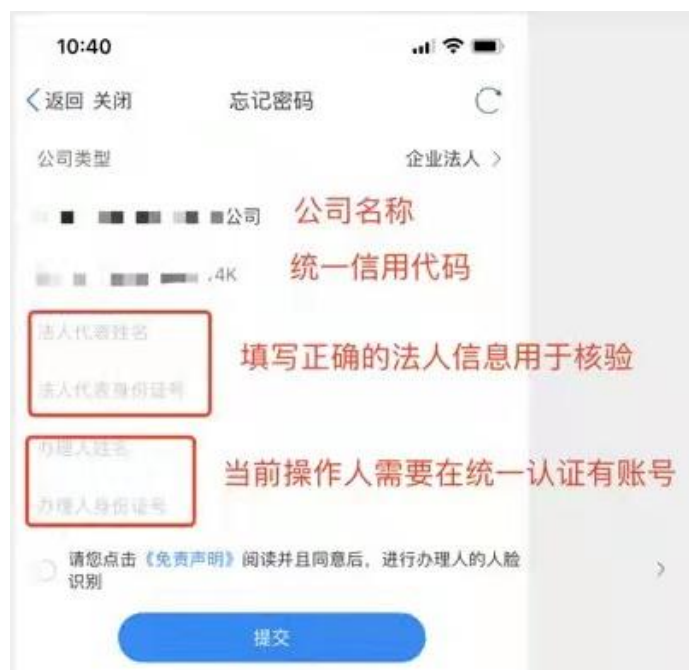 10:40
返回 关闭 忘记密码
公司类型 企业法人
公司 公司名称
.4K 统一信用代码
法人代表姓名
填写正确的法人信息用于核验
法人代表身份证号
办理人姓名
当前操作人需要在统一认证有账号
办理人身份证号
请您点击《免责声明》阅读并且同意后，进行办理人的人脸
识别
提交